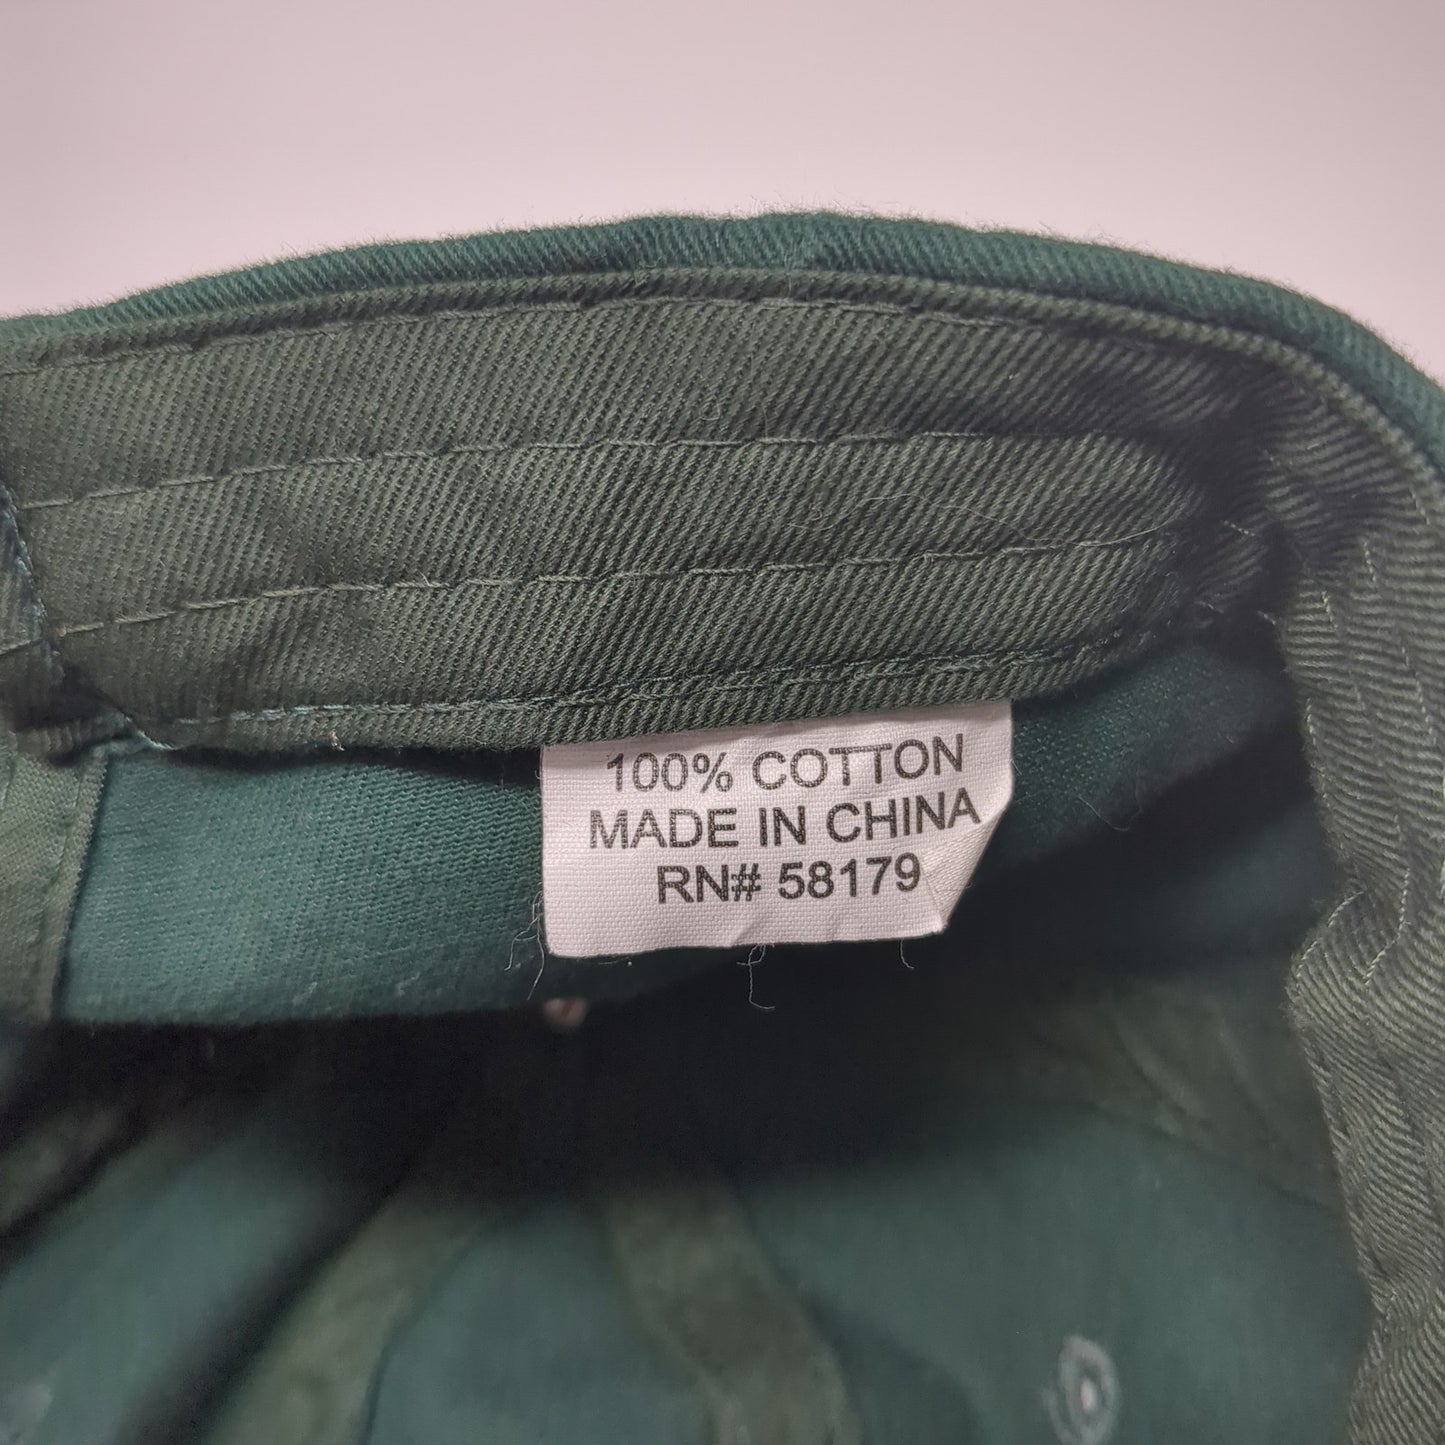 100% COTTON
MADE IN CHINA
RN# 58179